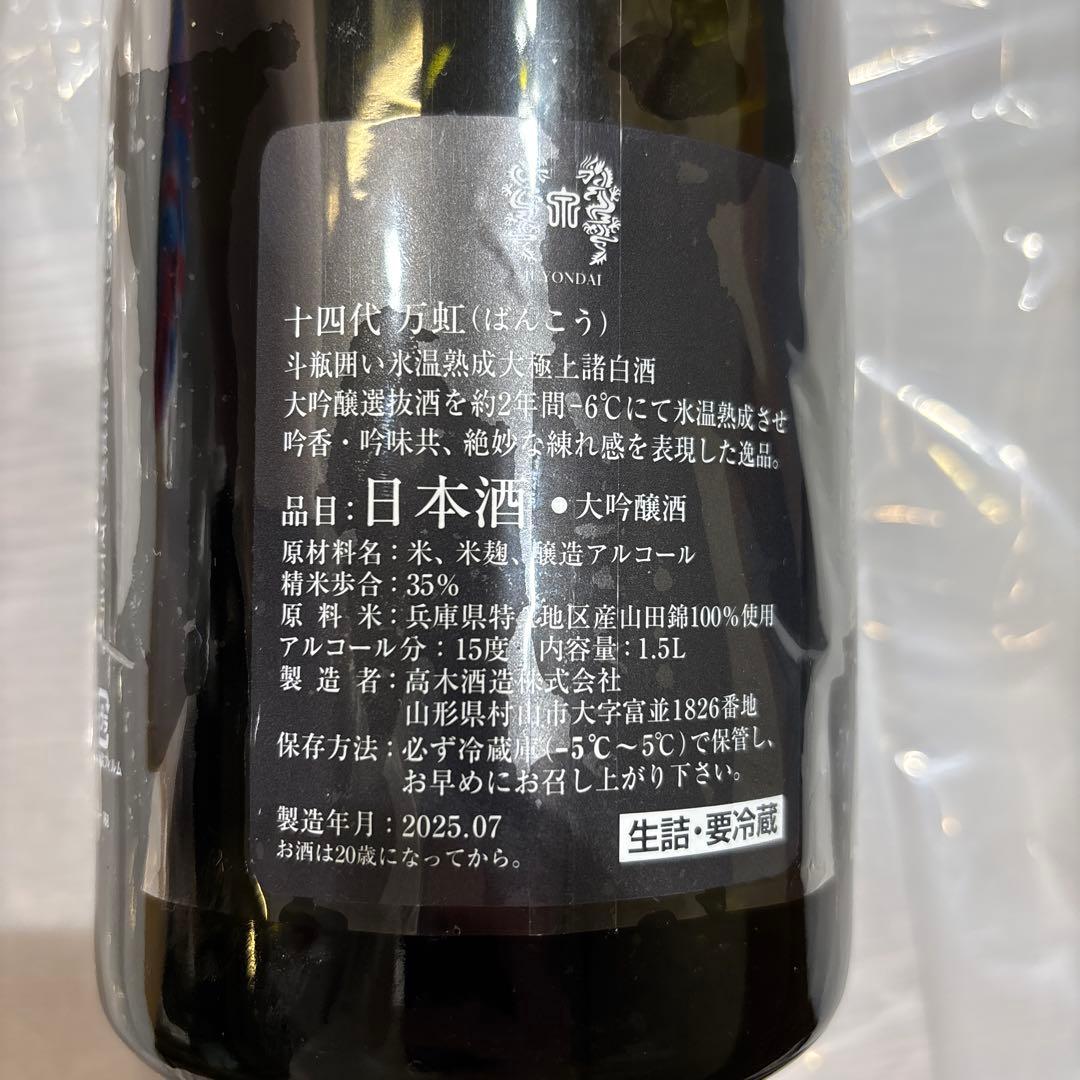 十四代 万虹(ばんこう)
斗瓶囲い氷温熟成大極上諸白酒
大吟醸選抜酒を約2年間-6℃にて氷温熟成させ
吟香・吟味共、絶妙な練れ感を表現した逸品。
品目:日本酒 ●大吟醸酒
原材料名:米、米麹、醸造アルコール
精米歩合:35%
原料米:兵庫県特 地区産山田錦100%使用
アルコール分:15度 内容量:1.5L
製造者:高木酒造株式会社
山形県村山市大字富並1826番地
保存方法:必ず冷蔵庫(-5℃〜5℃)で保管し、
お早めにお召し上がり下さい。
製造年月:2025.07
生詰・要冷蔵
お酒は20歳になってから。